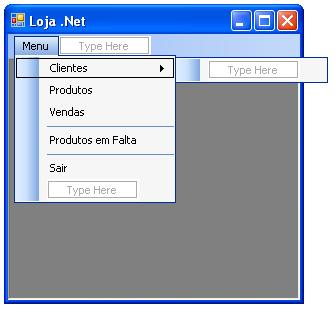 Loja .Net
Menu Type Here
Clientes Type Here
Produtos
Vendas
Produtos em Falta
Sair
Type Here